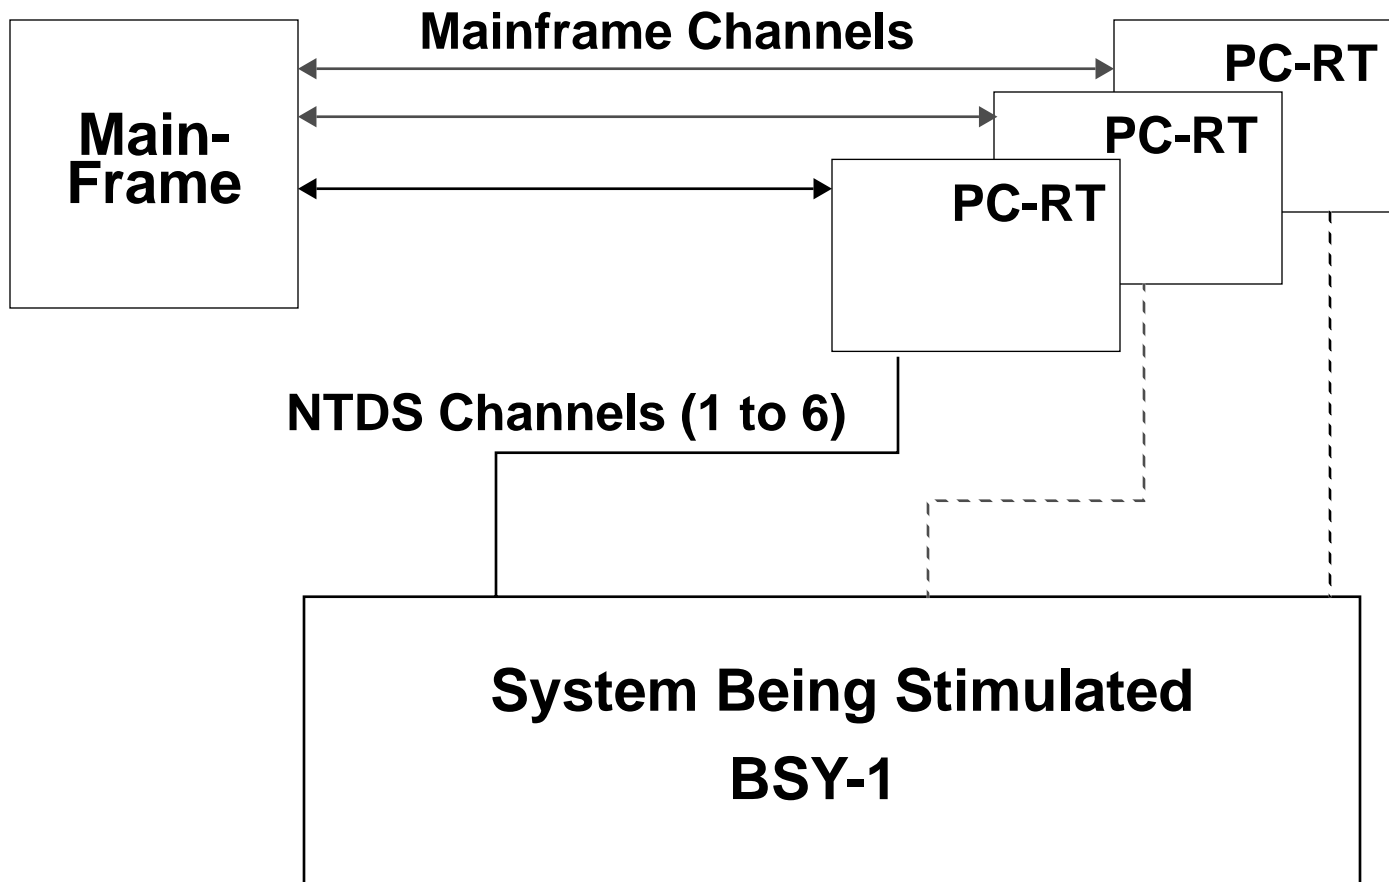 Mainframe Channels
PC-RT
PC-RT
PC-RT
Main-
Frame
NTDS Channels (1 to 6)
System Being Stimulated
BSY-1